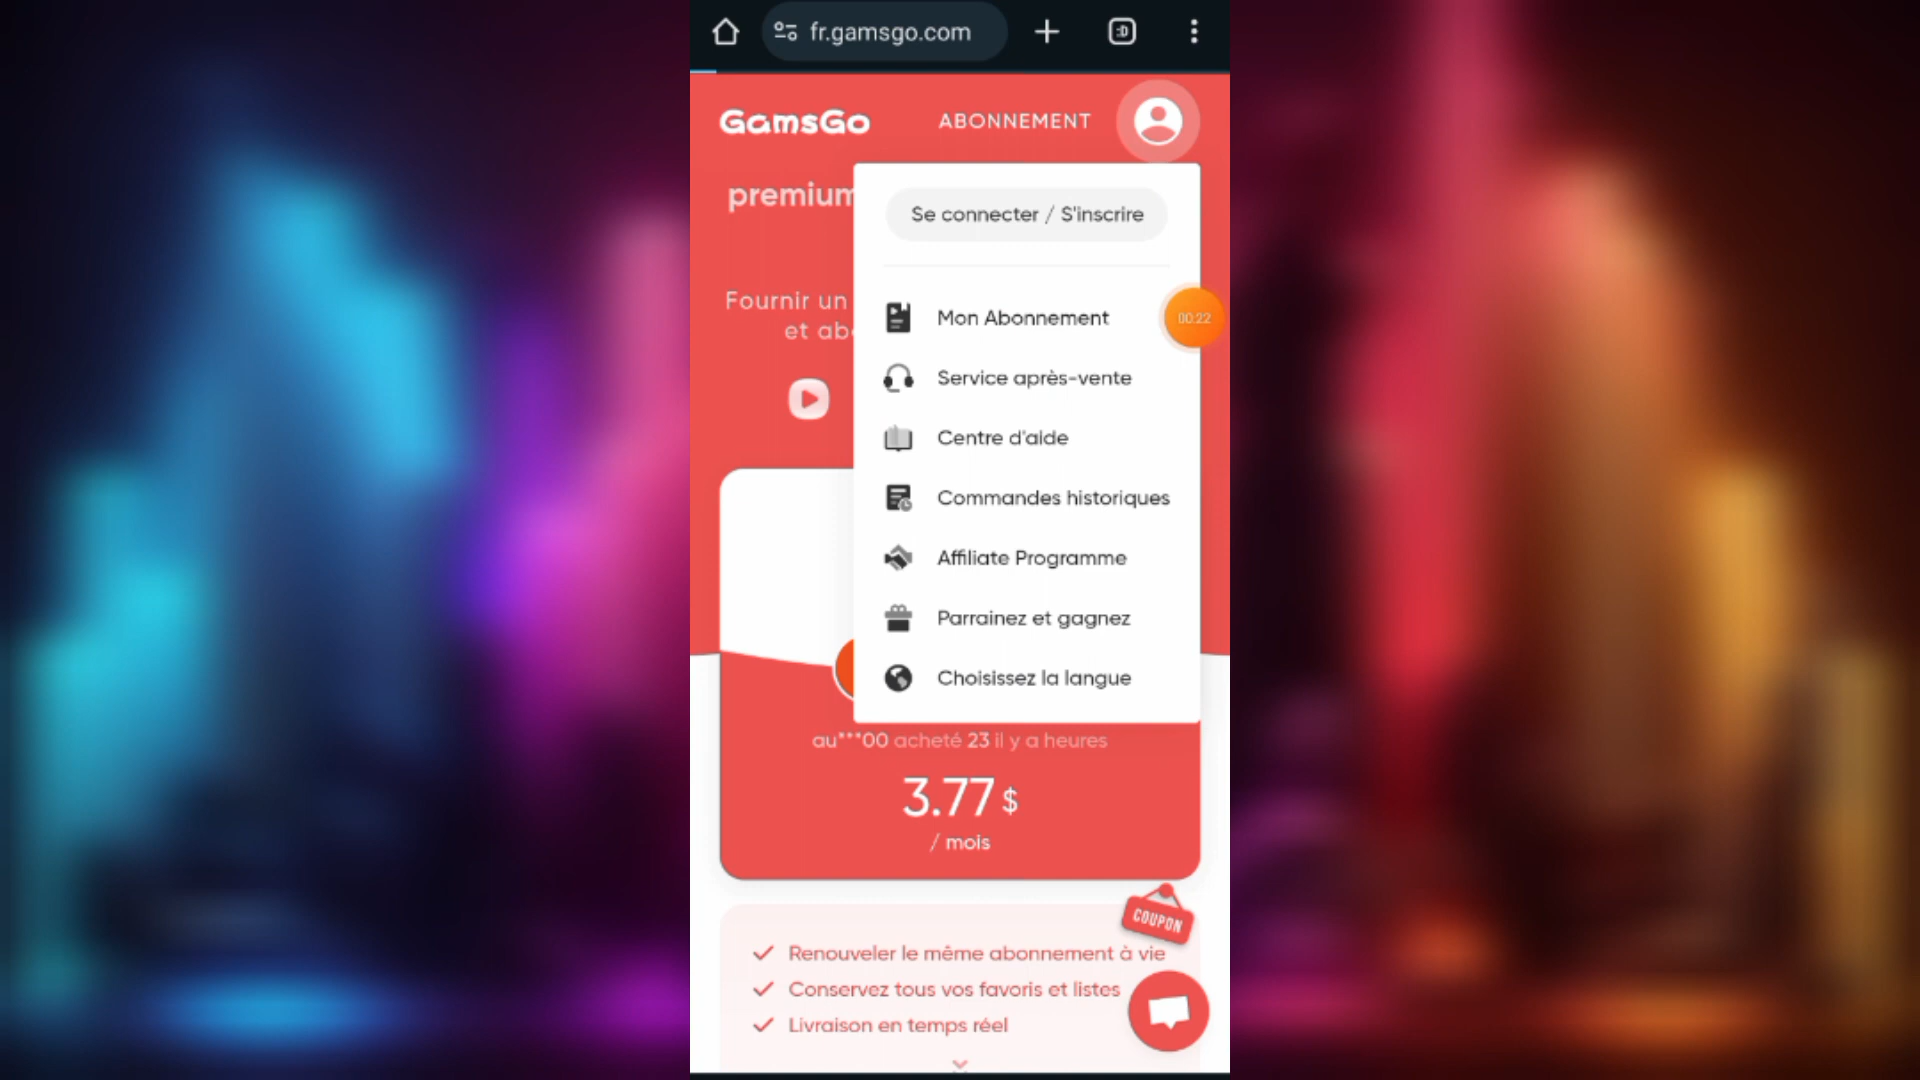 fr.gamsgo.com
:D
GamsGo
ABONNEMENT
premium
Se connecter / S'inscrire
Fournir un
et ab
Mon Abonnement
00:22
Service après-vente
Centre d'aide
Commandes historiques
Affiliate Programme
Parrainez et gagnez
Choisissez la langue
au***00 acheté 23 il y a heures
3.77 $
/ mois
COUPON
Renouveler le même abonnement à vie
Conservez tous vos favoris et listes
Livraison en temps réel